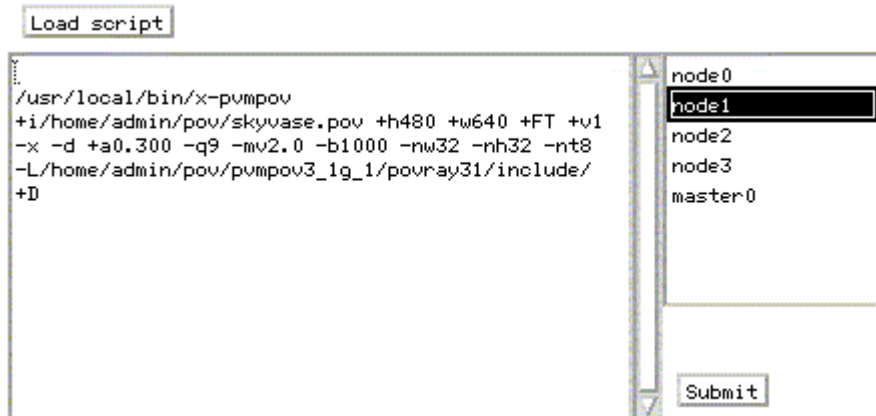 Load script
/usr/local/bin/x-pvmpov
+i/home/admin/pov/skyvase.pov +h480 +w640 +FT +v1
-x -d +a0.300 -q9 -mv2.0 -b1000 -nw32 -nh32 -nt8
-L/home/admin/pov/pvmpov3_1g_1/povray31/include/
+D
node0
node1
node2
node3
master0
Submit